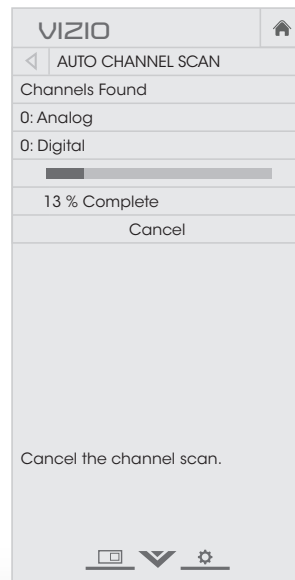 VIZIO
AUTO CHANNEL SCAN
Channels Found
0: Analog
0: Digital
13 % Complete
Cancel
Cancel the channel scan.